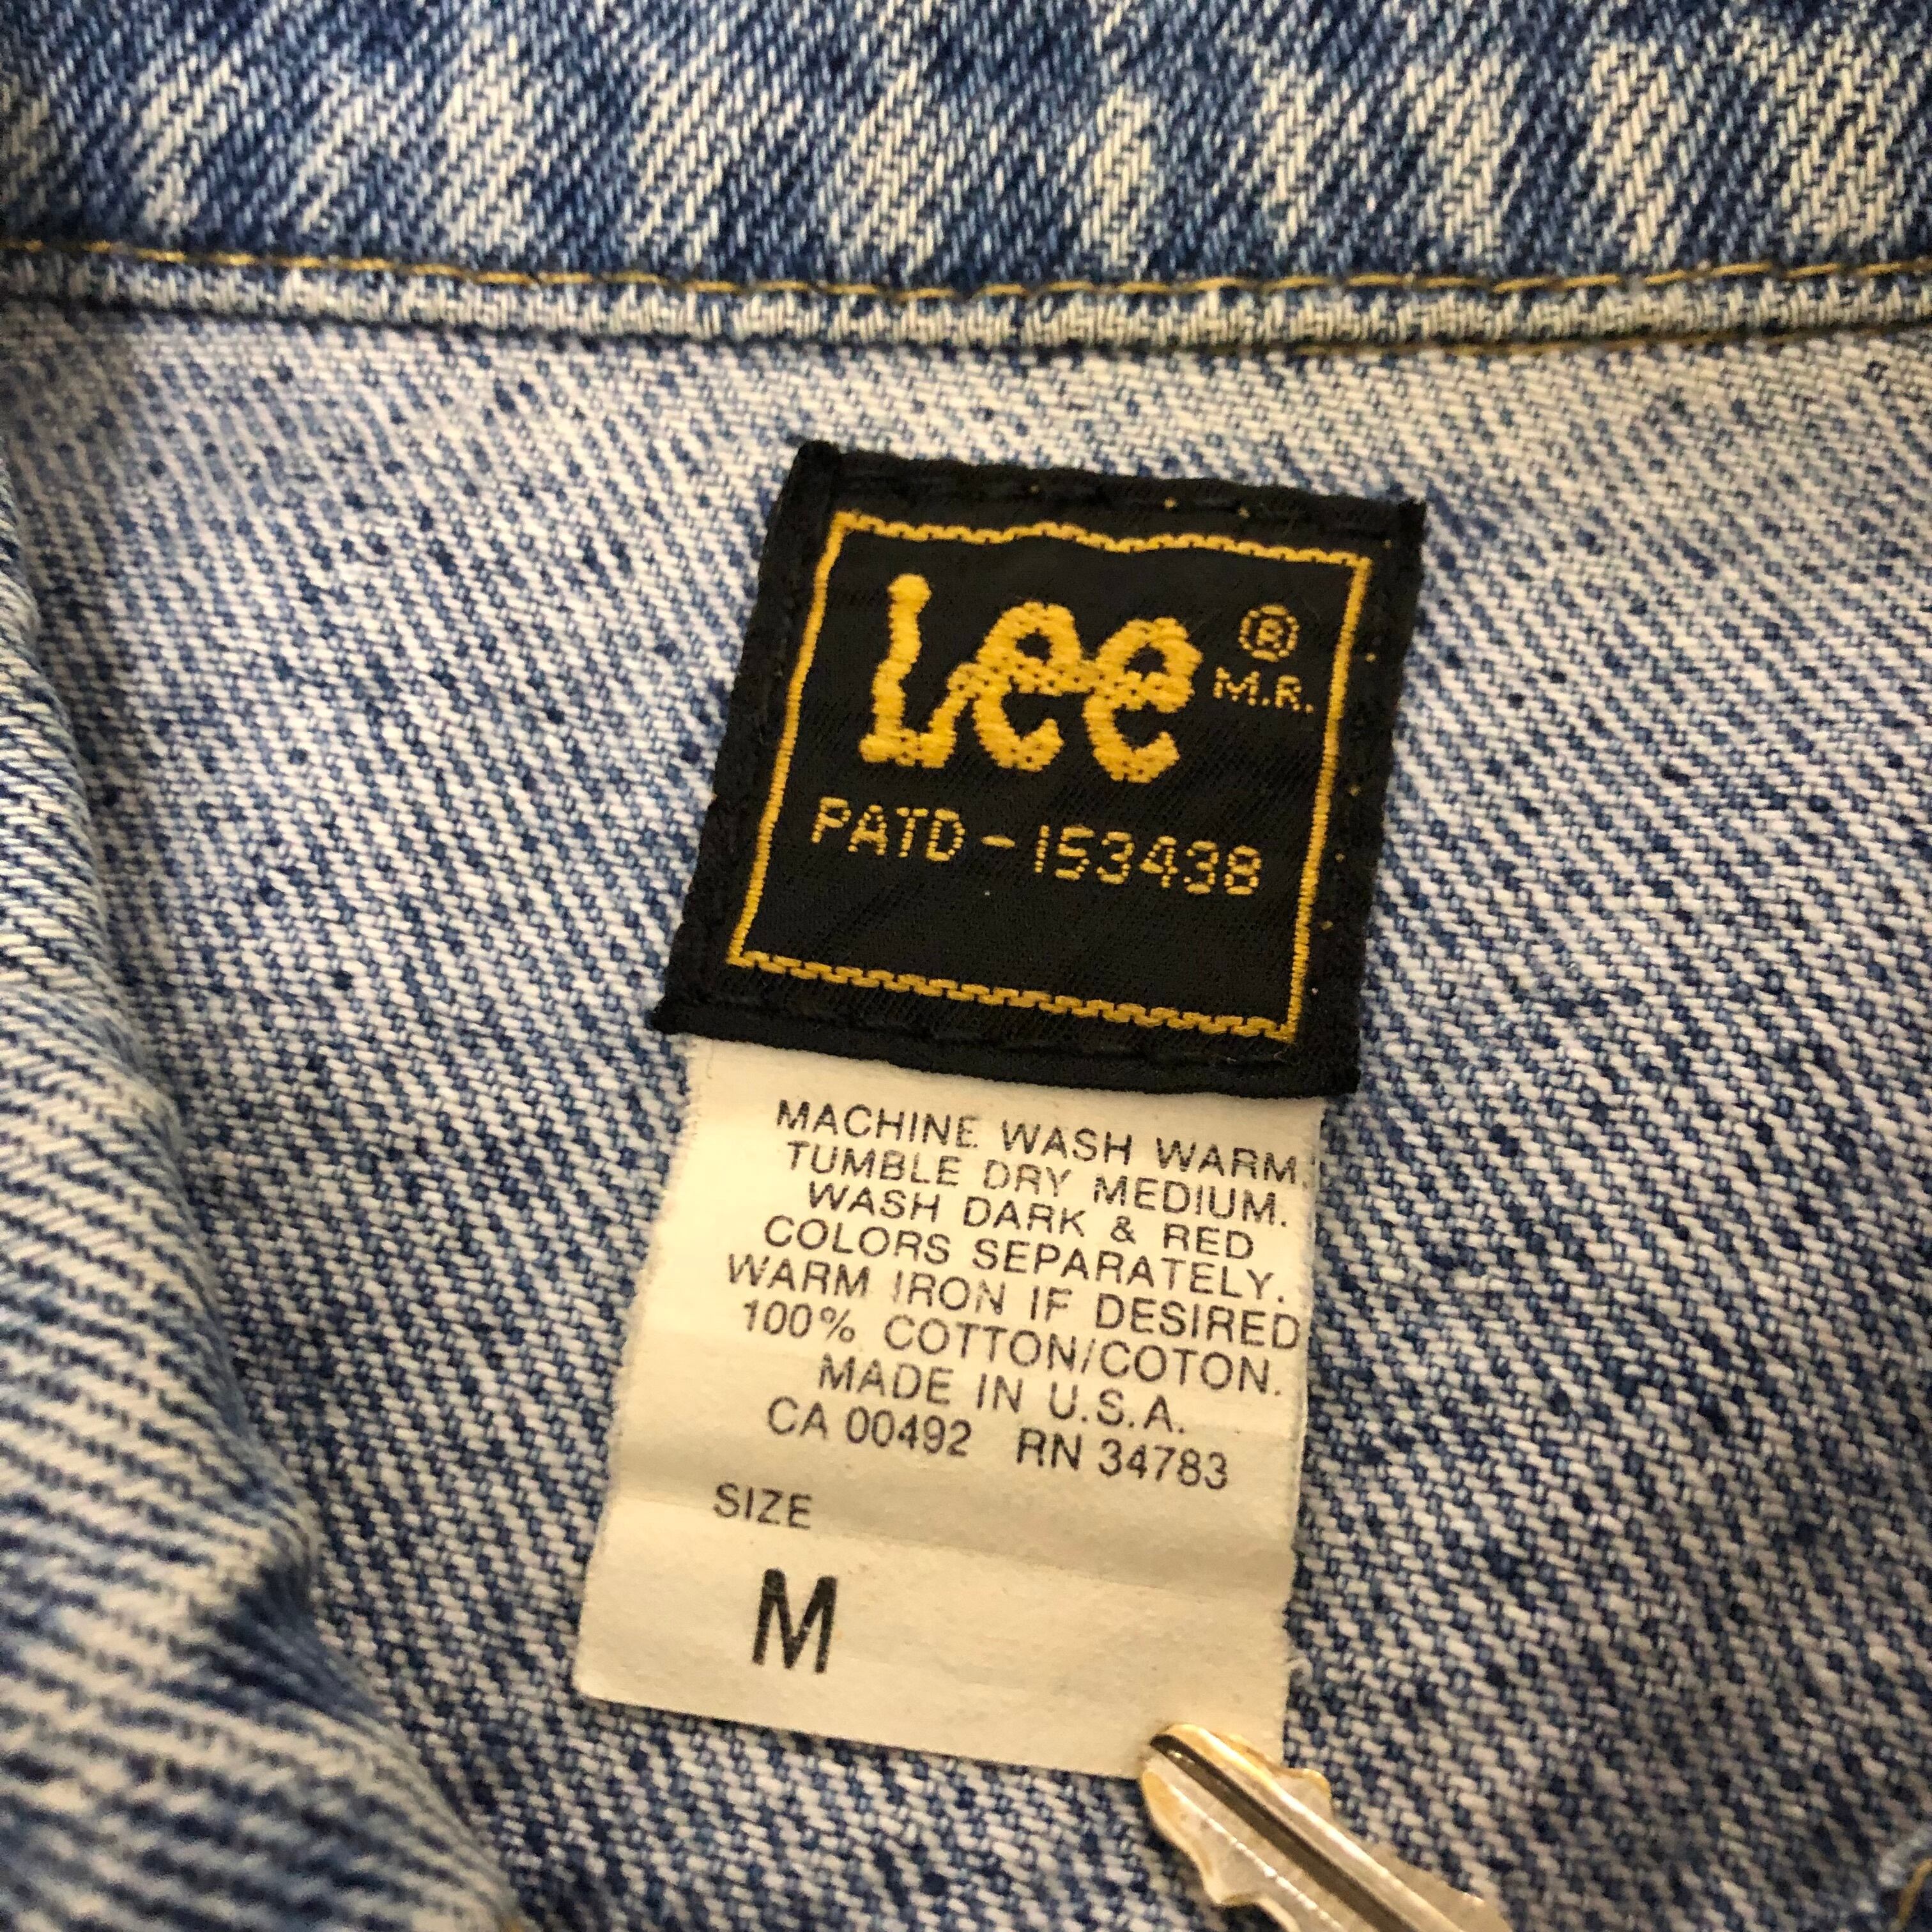 Lee ®
M.R.
PATD-153438
MACHINE WASH WARM.
TUMBLE DRY MEDIUM.
WASH DARK & RED
COLORS SEPARATELY.
WARM IRON IF DESIRED
100% COTTON/COTON.
MADE IN U.S.A.
CA 00492 RN 34783
SIZE
M